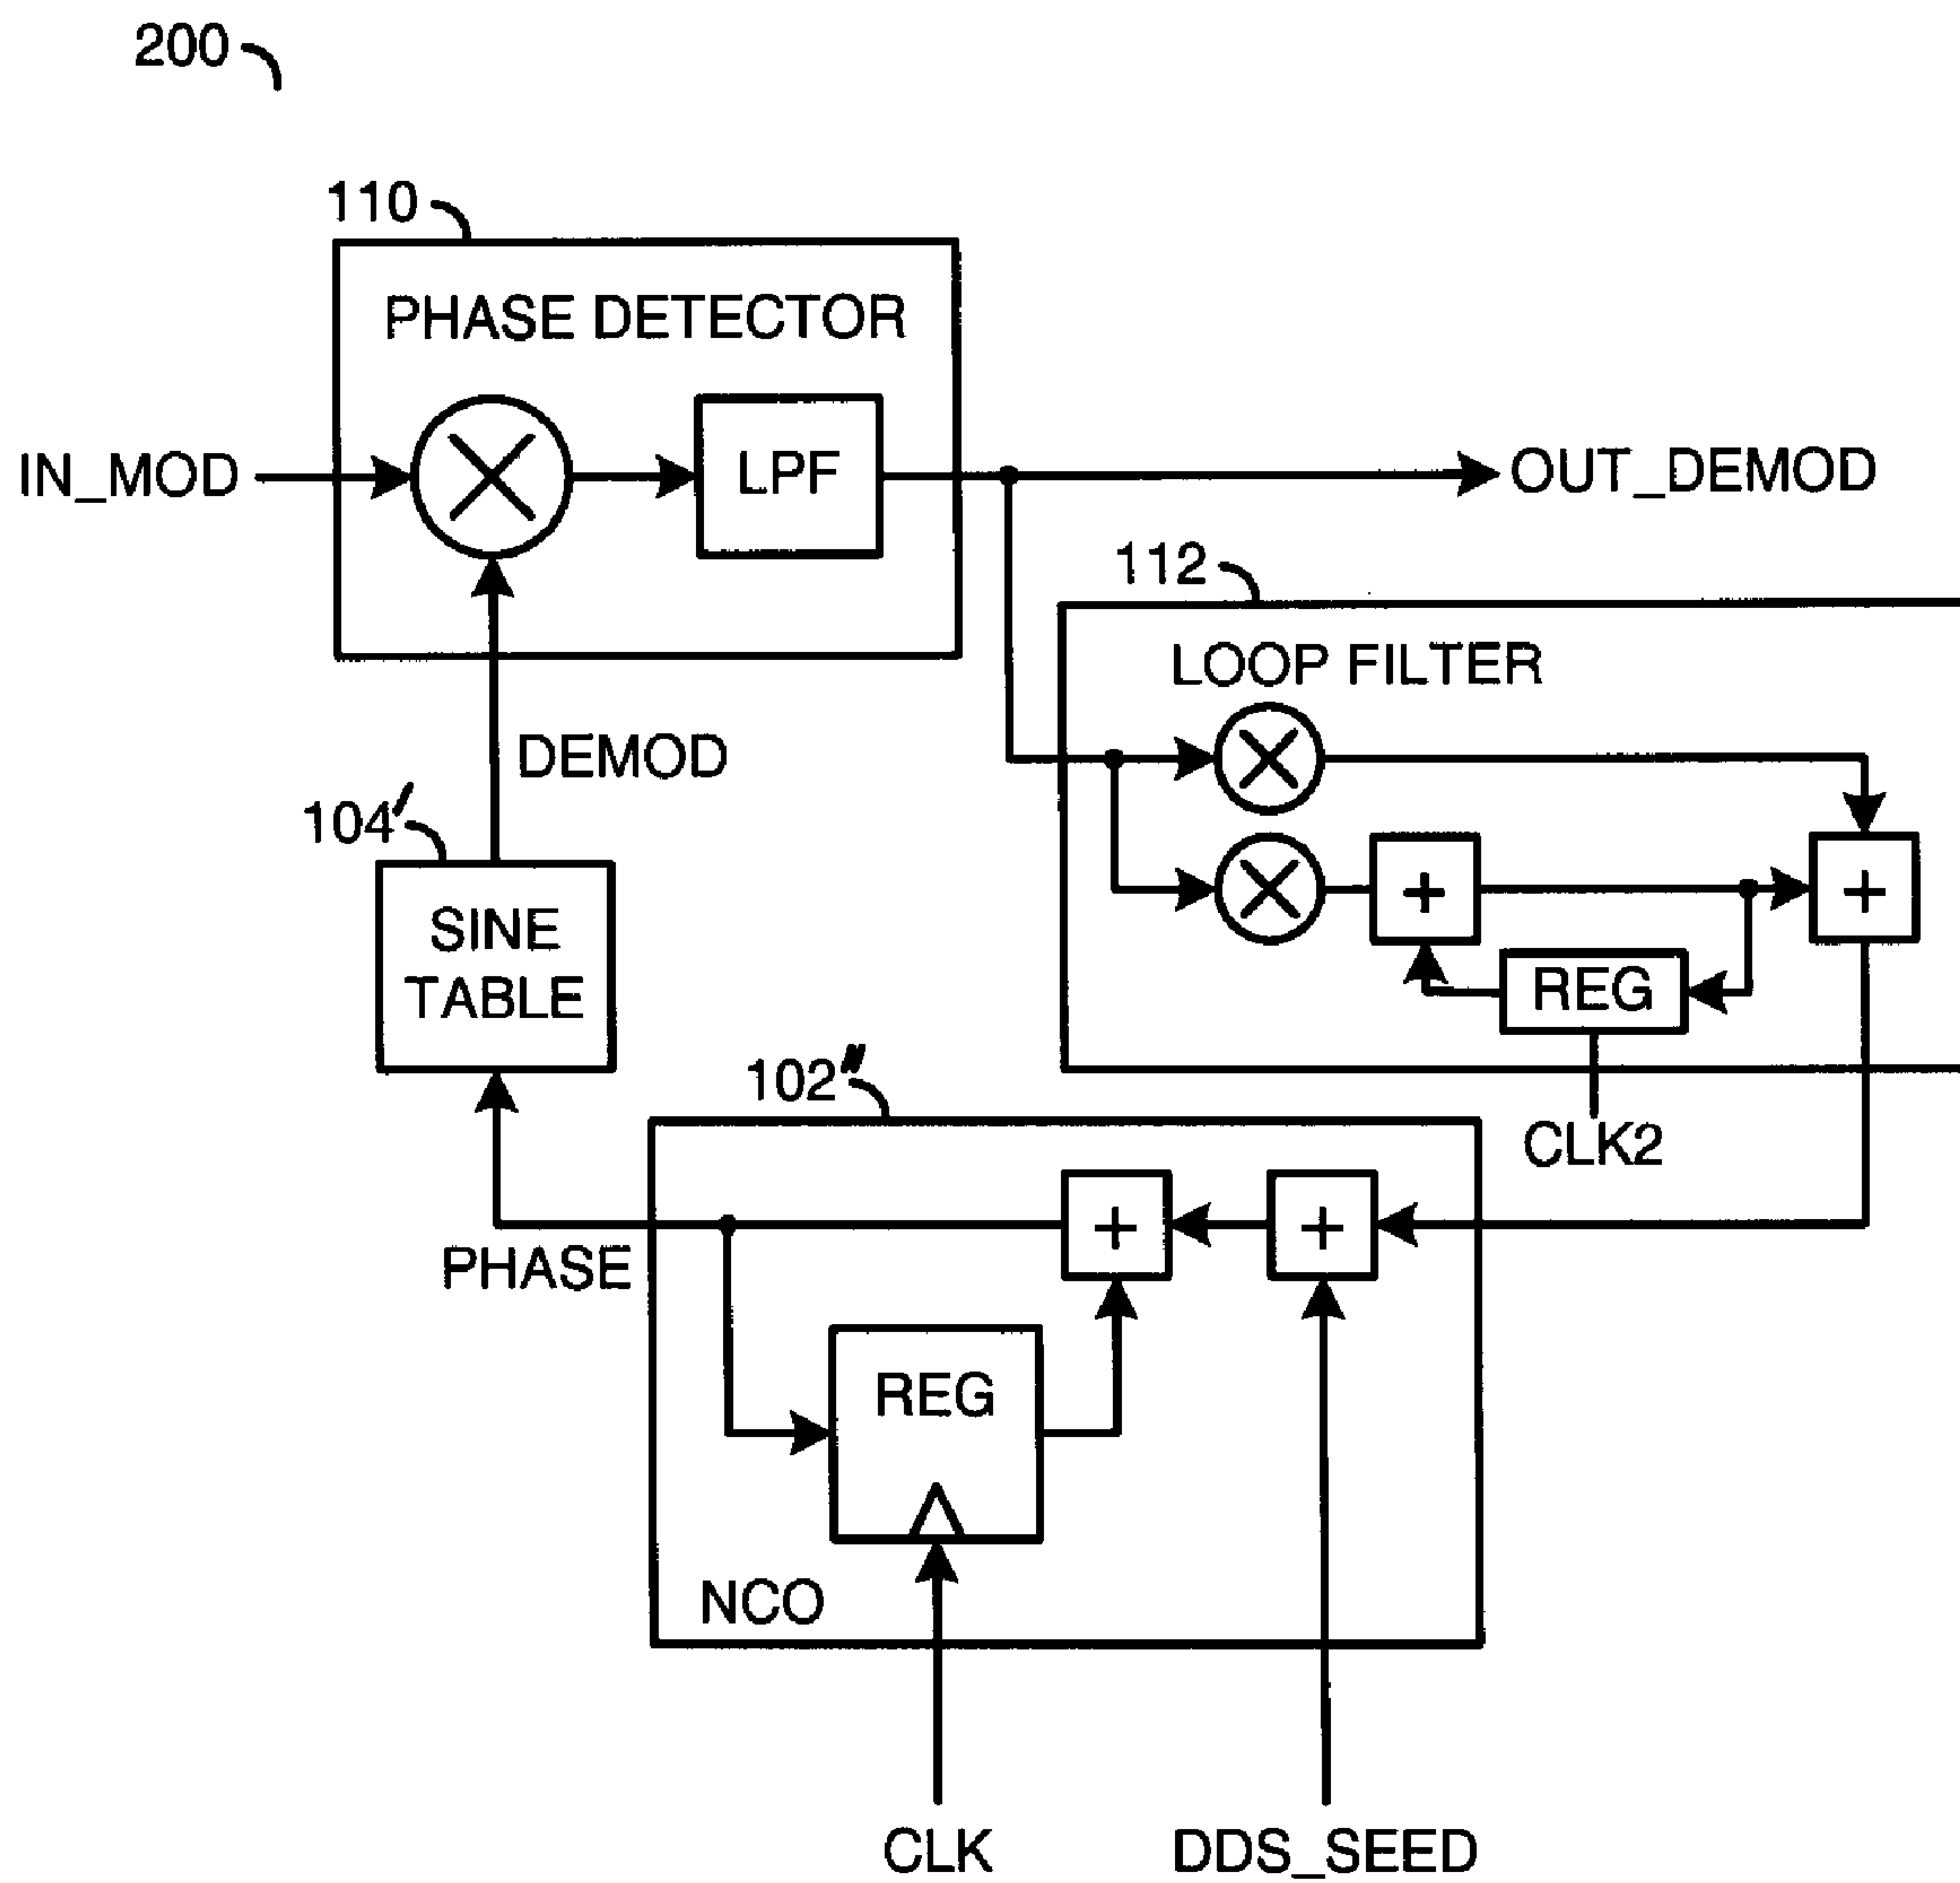 200
110
PHASE DETECTOR
IN_MOD
LPF
OUT_DEMOD
112
LOOP FILTER
DEMOD
104′
SINE
TABLE
+
+
REG
102″
CLK2
+
+
PHASE
REG
NCO
CLK
DDS_SEED